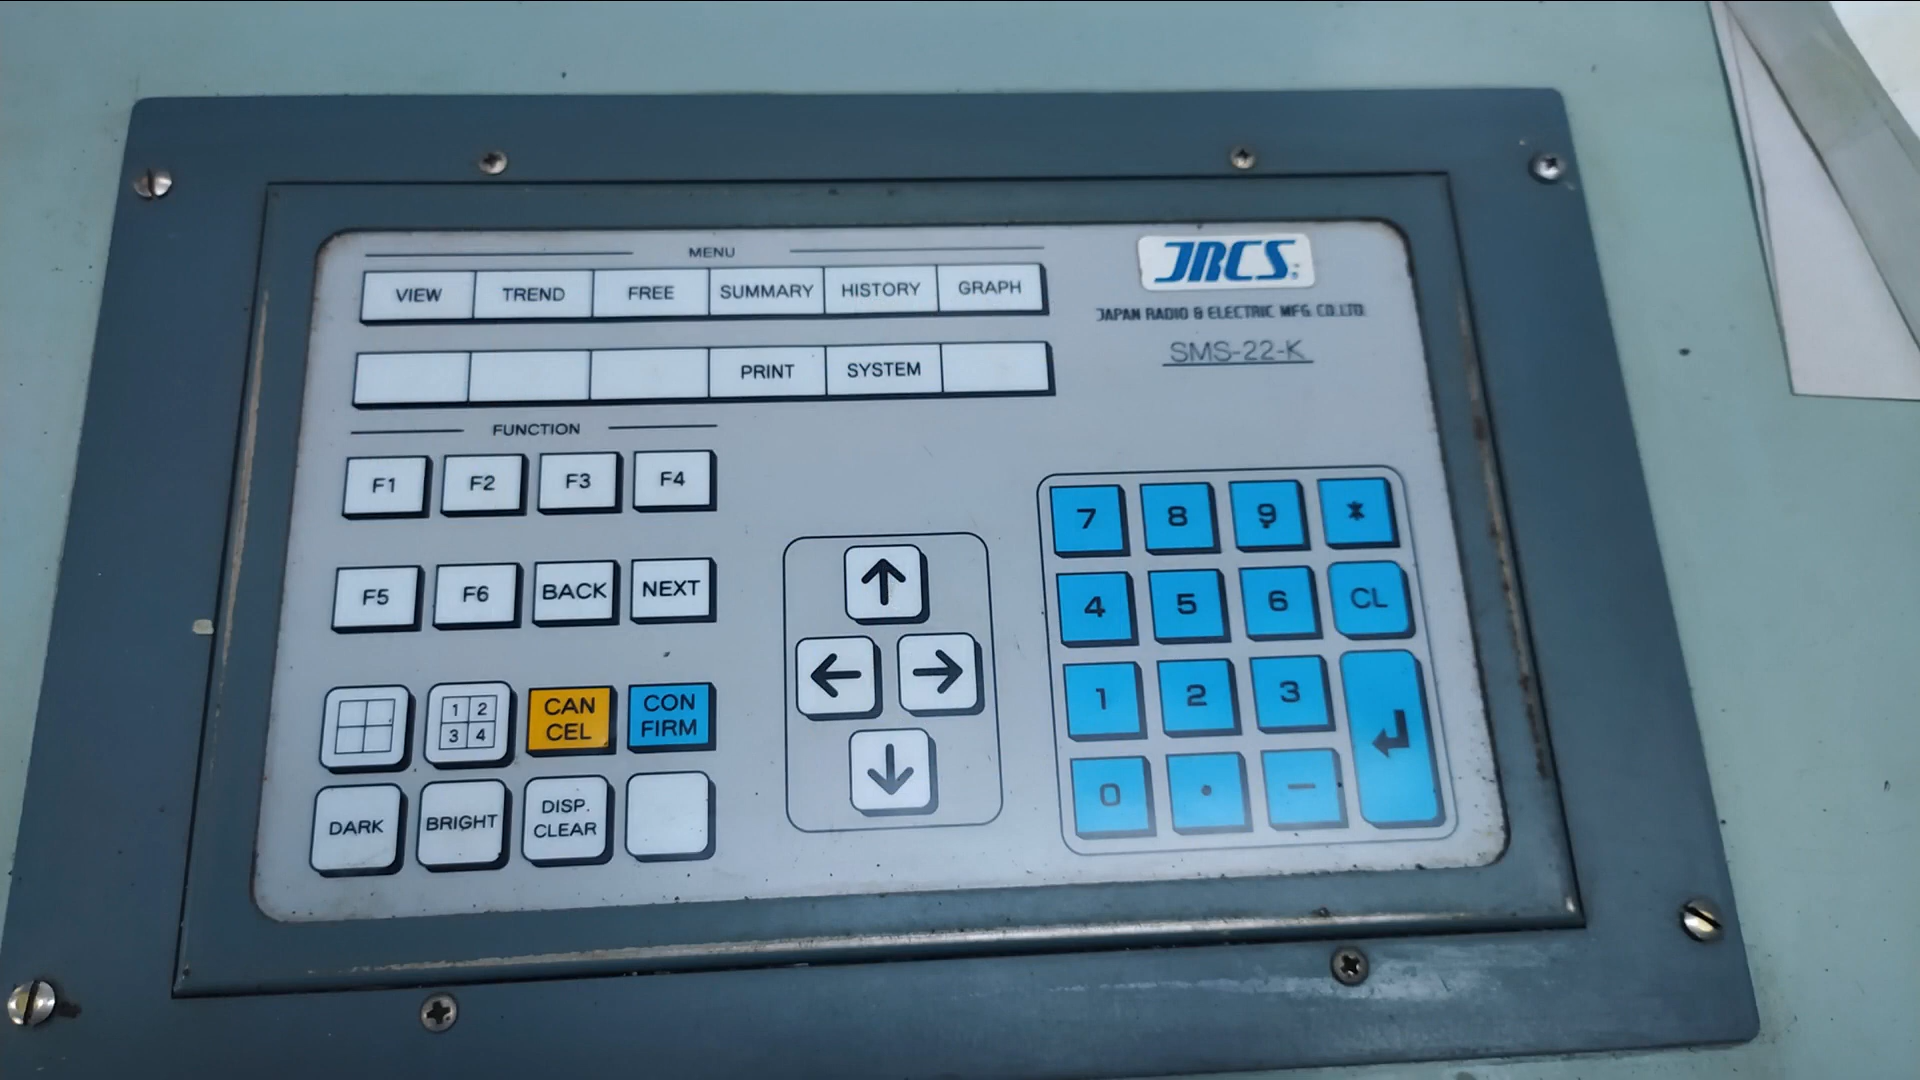 MENU
VIEW TREND FREE SUMMARY HISTORY GRAPH
PRINT SYSTEM
JRCS
JAPAN RADIO & ELECTRIC MFG. CO. LTD.
SMS-22-K
FUNCTION
F1 F2 F3 F4
F5 F6 BACK NEXT
1 2
3 4
CAN
CEL
CON
FIRM
DARK BRIGHT
DISP.
CLEAR
↑
← →
↓
7 8 9 *
4 5 6 CL
1 2 3 ↵
0 . −